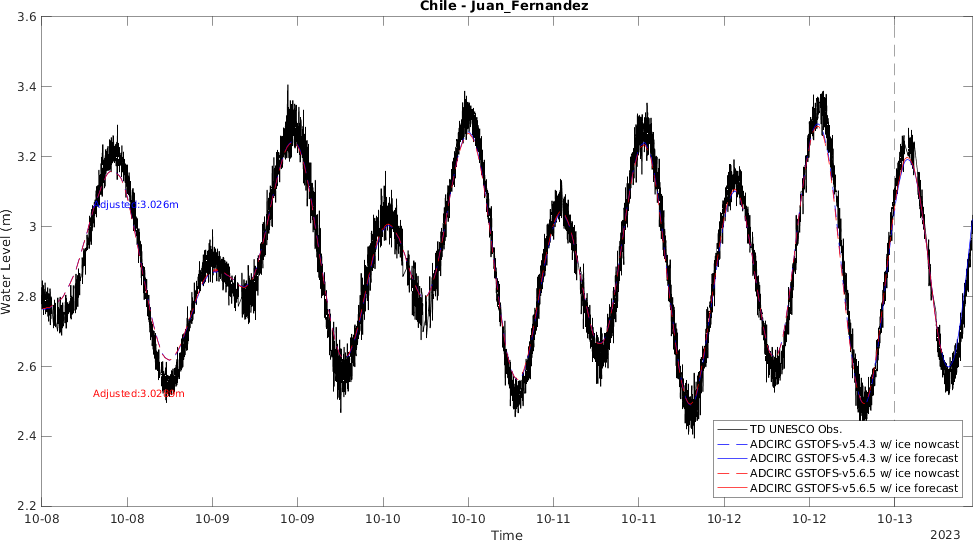 Chile - Juan_Fernandez
3.6
3.4
3.2
3
2.8
2.6
2.4
2.2
Water Level (m)
Adjusted:3.026m
TD UNESCO Obs.
ADCIRC GSTOFS-v5.4.3 w/ ice nowcast
ADCIRC GSTOFS-v5.4.3 w/ ice forecast
ADCIRC GSTOFS-v5.6.5 w/ ice nowcast
ADCIRC GSTOFS-v5.6.5 w/ ice forecast
10-08 10-08 10-09 10-09 10-10 10-10 10-11 10-11 10-12 10-12 10-13
Time
2023